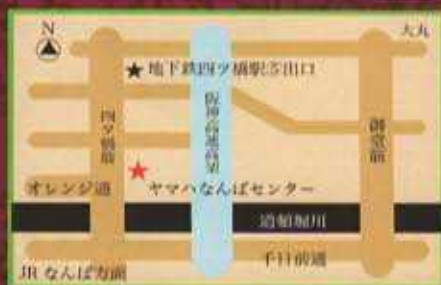 N
大丸
★地下鉄四ツ橋駅5出口
四ツ橋筋
阪神高速高架
御堂筋
★
オレンジ通
ヤマハなんばセンター
道頓堀川
千日前通
JRなんば方面